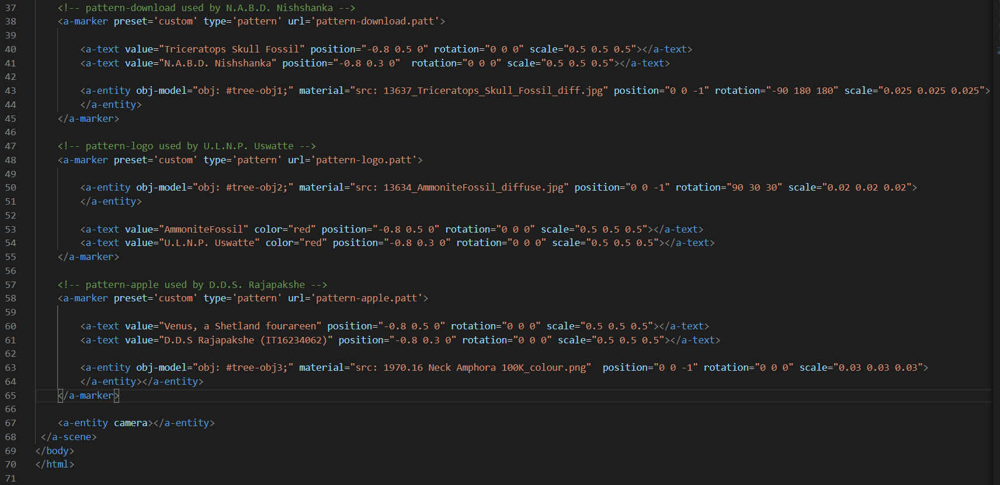 37 <!-- pattern-download used by N.A.B.D. Nishshanka -->
38 <a-marker preset='custom' type='pattern' url='pattern-download.patt'>
39
40 <a-text value="Triceratops Skull Fossil" position="-0.8 0.5 0" rotation="0 0 0" scale="0.5 0.5 0.5"></a-text>
41 <a-text value="N.A.B.D. Nishshanka" position="-0.8 0.3 0"  rotation="0 0 0" scale="0.5 0.5 0.5"></a-text>
42
43 <a-entity obj-model="obj: #tree-obj1;" material="src: 13637_Triceratops_Skull_Fossil_diff.jpg" position="0 0 -1" rotation="-90 180 180" scale="0.025 0.025 0.025">
44 </a-entity>
45 </a-marker>
46
47 <!-- pattern-logo used by U.L.N.P. Uswatte -->
48 <a-marker preset='custom' type='pattern' url='pattern-logo.patt'>
49
50 <a-entity obj-model="obj: #tree-obj2;" material="src: 13634_AmmoniteFossil_diffuse.jpg" position="0 0 -1" rotation="90 30 30" scale="0.02 0.02 0.02">
51 </a-entity>
52
53 <a-text value="AmmoniteFossil" color="red" position="-0.8 0.5 0" rotation="0 0 0" scale="0.5 0.5 0.5"></a-text>
54 <a-text value="U.L.N.P. Uswatte" color="red" position="-0.8 0.3 0" rotation="0 0 0" scale="0.5 0.5 0.5"></a-text>
55 </a-marker>
56
57 <!-- pattern-apple used by D.D.S. Rajapakshe -->
58 <a-marker preset='custom' type='pattern' url='pattern-apple.patt'>
59
60 <a-text value="Venus, a Shetland fourareen" position="-0.8 0.5 0" rotation="0 0 0" scale="0.5 0.5 0.5"></a-text>
61 <a-text value="D.D.S Rajapakshe (IT16234062)" position="-0.8 0.3 0" rotation="0 0 0" scale="0.5 0.5 0.5"></a-text>
62
63 <a-entity obj-model="obj: #tree-obj3;" material="src: 1970.16 Neck Amphora 100K_colour.png"  position="0 0 -1" rotation="0 0 0" scale="0.03 0.03 0.03">
64 </a-entity></a-entity>
65 </a-marker>
66
67 <a-entity camera></a-entity>
68 </a-scene>
69 </body>
70 </html>
71